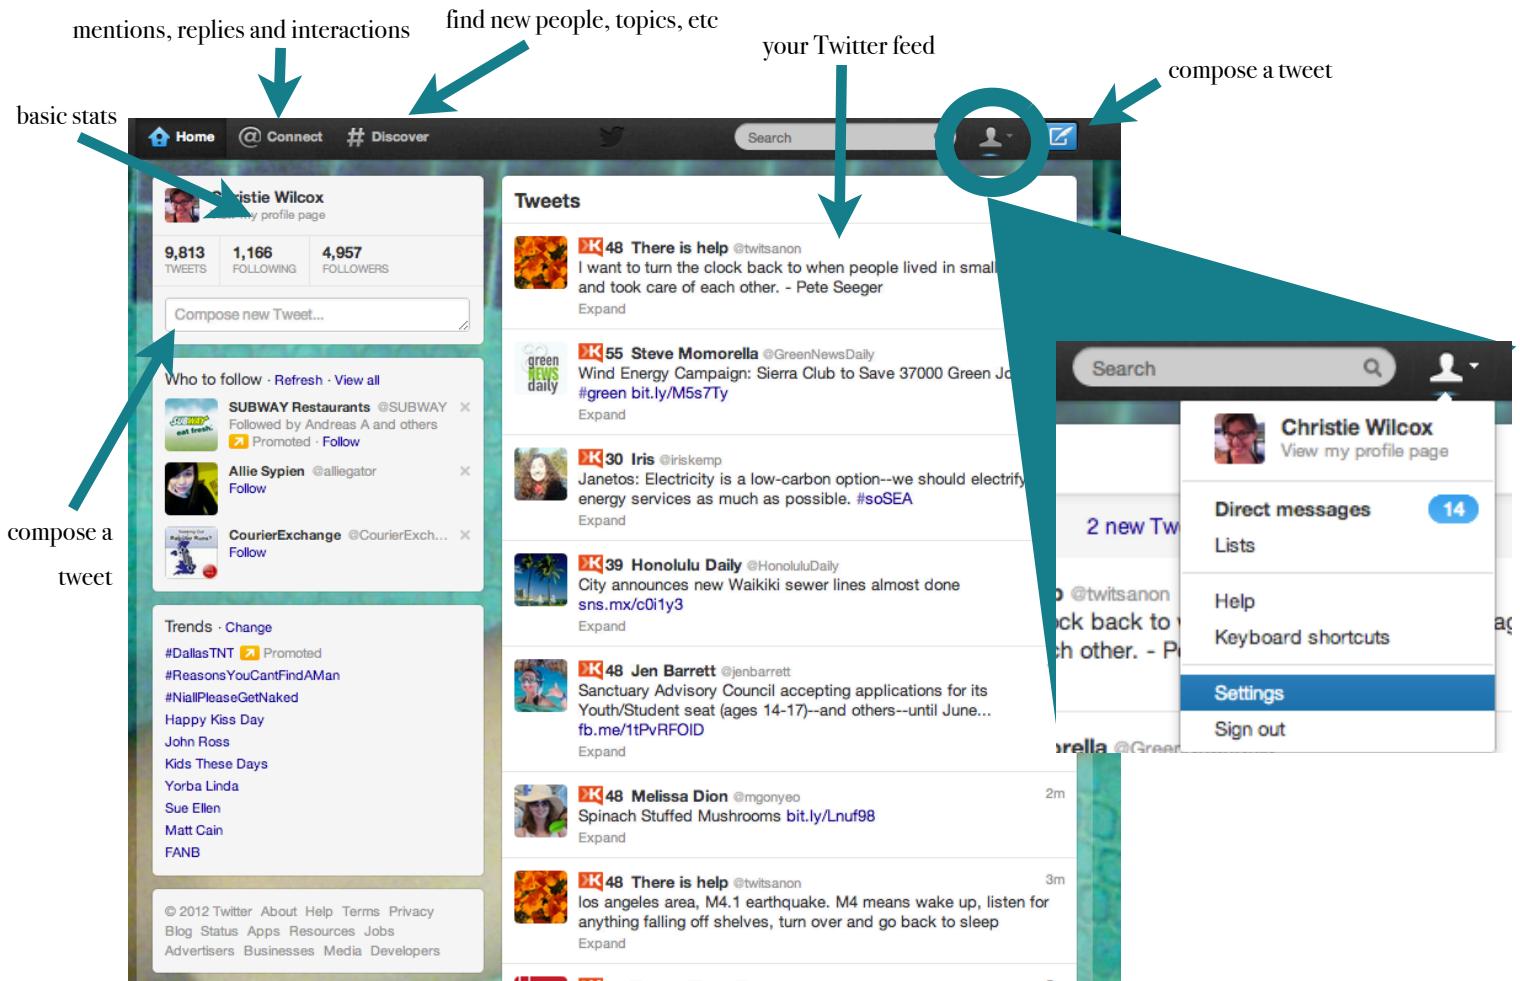 mentions, replies and interactions
find new people, topics, etc
your Twitter feed
compose a tweet
basic stats
Home
Connect
Discover
Search
Christie Wilcox
my profile page
9,813
TWEETS
1,166
FOLLOWING
4,957
FOLLOWERS
Compose new Tweet...
compose a
tweet
Who to follow · Refresh · View all
SUBWAY Restaurants @SUBWAY
Followed by Andreas A and others
Promoted · Follow
Allie Sypien @alliegator
Follow
CourierExchange @CourierExch...
Follow
Trends · Change
#DallasTNT Promoted
#ReasonsYouCantFindAMan
#NiallPleaseGetNaked
Happy Kiss Day
John Ross
Kids These Days
Yorba Linda
Sue Ellen
Matt Cain
FANB
© 2012 Twitter About Help Terms Privacy
Blog Status Apps Resources Jobs
Advertisers Businesses Media Developers
Tweets
K 48 There is help @twitsanon
I want to turn the clock back to when people lived in small
and took care of each other. - Pete Seeger
Expand
green
NEWS
daily
K 55 Steve Momorella @GreenNewsDaily
Wind Energy Campaign: Sierra Club to Save 37000 Green Jo
#green bit.ly/M5s7Ty
Expand
K 30 Iris @iriskemp
Janetos: Electricity is a low-carbon option--we should electrify
energy services as much as possible. #soSEA
Expand
K 39 Honolulu Daily @HonoluluDaily
City announces new Waikiki sewer lines almost done
sns.mx/c0i1y3
Expand
K 48 Jen Barrett @jenbarrett
Sanctuary Advisory Council accepting applications for its
Youth/Student seat (ages 14-17)--and others--until June...
fb.me/1tPvRFOlD
Expand
K 48 Melissa Dion @mgonyeo 2m
Spinach Stuffed Mushrooms bit.ly/Lnuf98
Expand
K 48 There is help @twitsanon 3m
los angeles area, M4.1 earthquake. M4 means wake up, listen for
anything falling off shelves, turn over and go back to sleep
Expand
Search
Christie Wilcox
View my profile page
2 new Tw
Direct messages 14
Lists
@twitsanon
ck back to
ch other. - P
Help
Keyboard shortcuts
Settings
Sign out
orella @Green